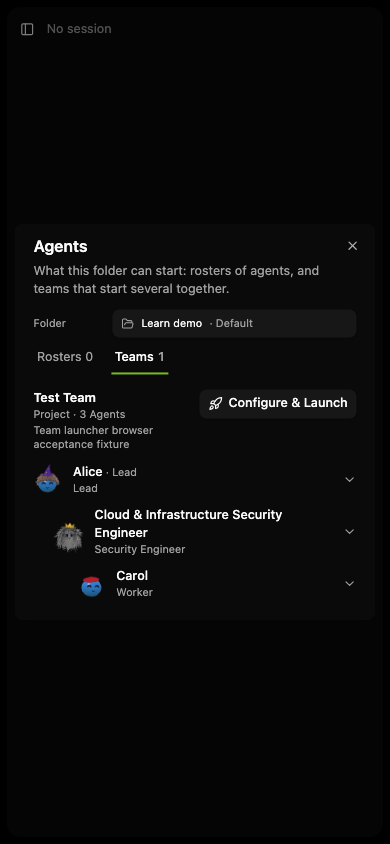 No session
Agents
What this folder can start: rosters of agents, and
teams that start several together.
Folder
Learn demo · Default
Rosters 0
Teams 1
Test Team
Project · 3 Agents
Team launcher browser
acceptance fixture
Configure & Launch
Alice · Lead
Lead
Cloud & Infrastructure Security
Engineer
Security Engineer
Carol
Worker